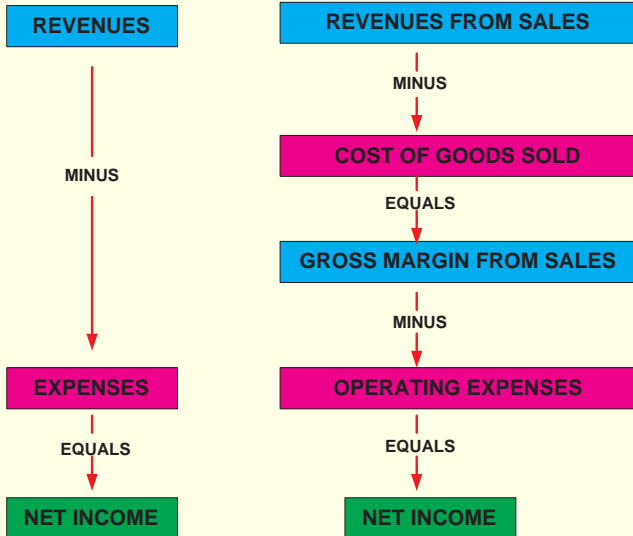 REVENUES
MINUS
EXPENSES
EQUALS
NET INCOME
REVENUES FROM SALES
MINUS
COST OF GOODS SOLD
EQUALS
GROSS MARGIN FROM SALES
MINUS
OPERATING EXPENSES
EQUALS
NET INCOME